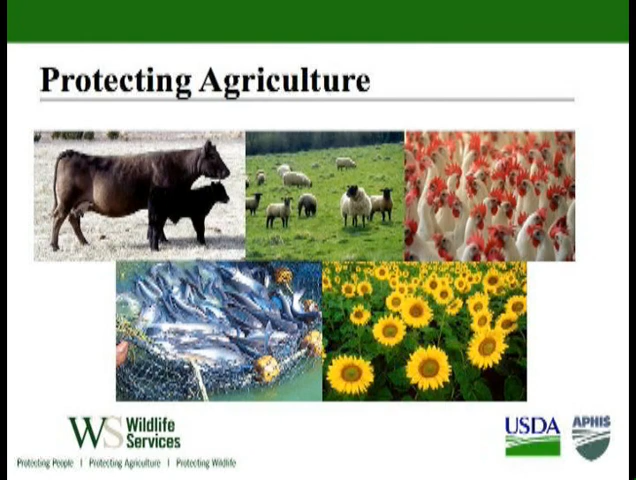 Protecting Agriculture
WS Wildlife Services
Protecting People | Protecting Agriculture | Protecting Wildlife
USDA
APHIS